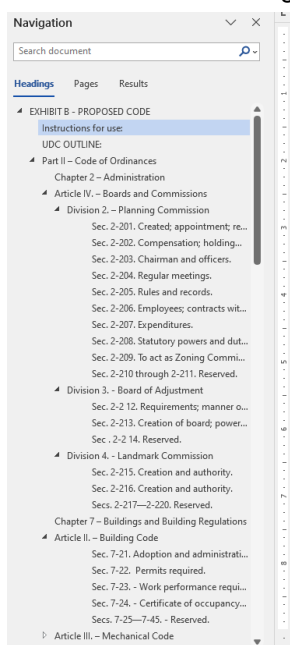 Navigation
Search document
Headings Pages Results
EXHIBIT B - PROPOSED CODE
Instructions for use:
UDC OUTLINE:
Part II – Code of Ordinances
Chapter 2 – Administration
Article IV. – Boards and Commissions
Division 2. – Planning Commission
Sec. 2-201. Created; appointment; re...
Sec. 2-202. Compensation; holding...
Sec. 2-203. Chairman and officers.
Sec. 2-204. Regular meetings.
Sec. 2-205. Rules and records.
Sec. 2-206. Employees; contracts wit...
Sec. 2-207. Expenditures.
Sec. 2-208. Statutory powers and dut...
Sec. 2-209. To act as Zoning Commi...
Sec. 2-210 through 2-211. Reserved.
Division 3. - Board of Adjustment
Sec. 2-2 12. Requirements; manner o...
Sec. 2-213. Creation of board; power...
Sec . 2-2 14. Reserved.
Division 4. - Landmark Commission
Sec. 2-215. Creation and authority.
Sec. 2-216. Creation and authority.
Secs. 2-217—2-220. Reserved.
Chapter 7 – Buildings and Building Regulations
Article II. – Building Code
Sec. 7-21. Adoption and administrati...
Sec. 7-22. Permits required.
Sec. 7-23. - Work performance requi...
Sec. 7-24. - Certificate of occupancy...
Secs. 7-25—7-45. - Reserved.
Article III. – Mechanical Code